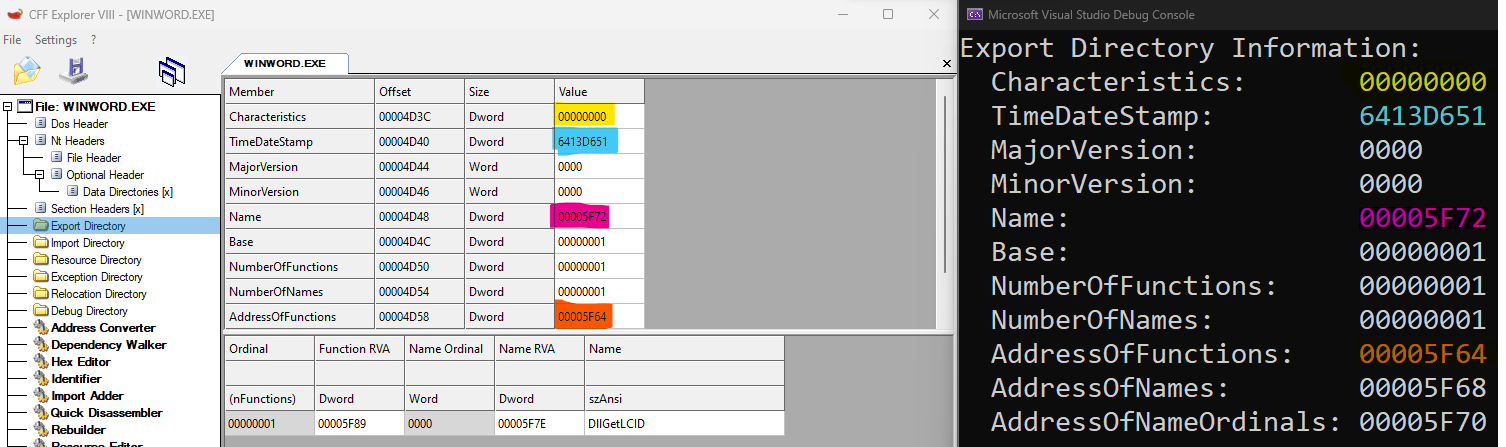 CFF Explorer VIII - [WINWORD.EXE]
File Settings ?
WINWORD.EXE
File: WINWORD.EXE
Dos Header
Nt Headers
File Header
Optional Header
Data Directories [x]
Section Headers [x]
Export Directory
Import Directory
Resource Directory
Exception Directory
Relocation Directory
Debug Directory
Address Converter
Dependency Walker
Hex Editor
Identifier
Import Adder
Quick Disassembler
Rebuilder
Resource Editor
Member Offset Size Value
Characteristics 00004D3C Dword 00000000
TimeDateStamp 00004D40 Dword 6413D651
MajorVersion 00004D44 Word 0000
MinorVersion 00004D46 Word 0000
Name 00004D48 Dword 00005F72
Base 00004D4C Dword 00000001
NumberOfFunctions 00004D50 Dword 00000001
NumberOfNames 00004D54 Dword 00000001
AddressOfFunctions 00004D58 Dword 00005F64
Ordinal Function RVA Name Ordinal Name RVA Name
(nFunctions) Dword Word Dword szAnsi
00000001 00005F89 0000 00005F7E DllGetLCID
Microsoft Visual Studio Debug Console
Export Directory Information:
Characteristics: 00000000
TimeDateStamp: 6413D651
MajorVersion: 0000
MinorVersion: 0000
Name: 00005F72
Base: 00000001
NumberOfFunctions: 00000001
NumberOfNames: 00000001
AddressOfFunctions: 00005F64
AddressOfNames: 00005F68
AddressOfNameOrdinals: 00005F70